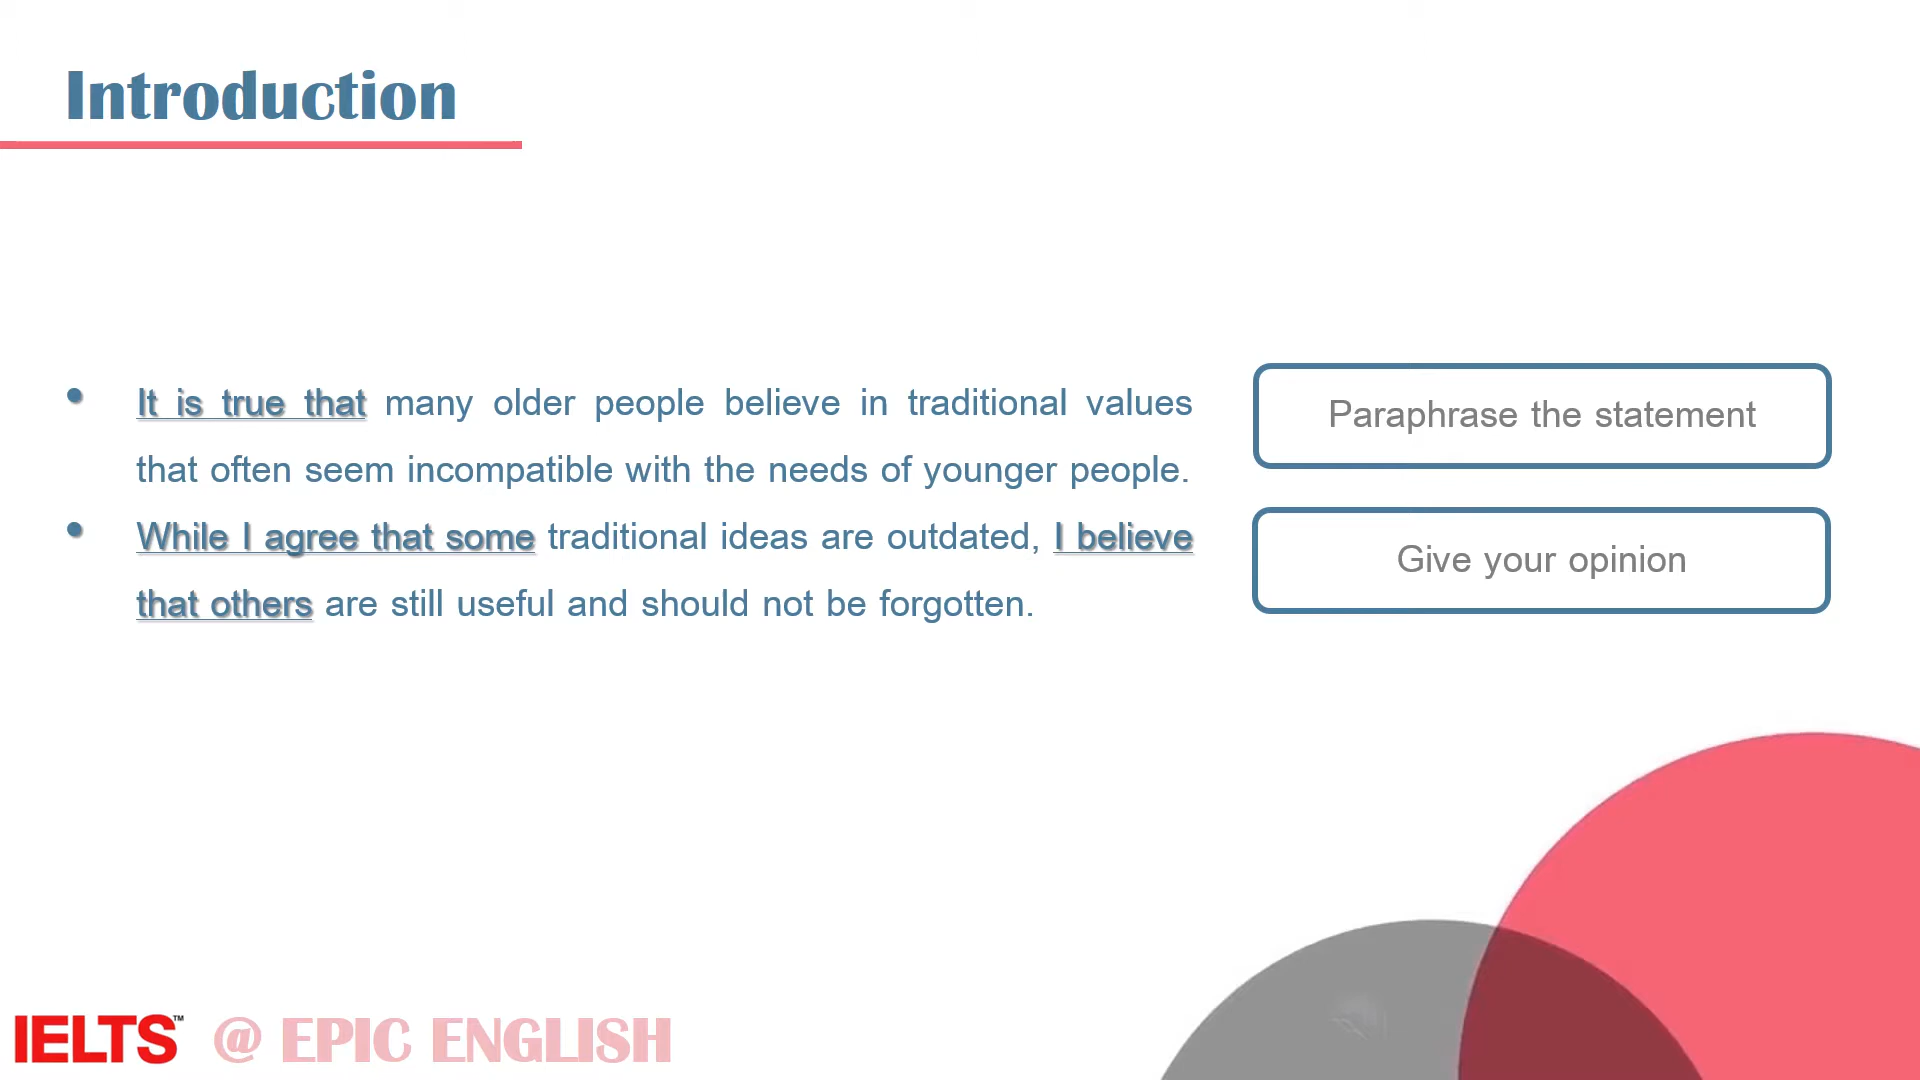 Introduction
• It is true that many older people believe in traditional values
that often seem incompatible with the needs of younger people.
• While I agree that some traditional ideas are outdated, I believe
that others are still useful and should not be forgotten.
Paraphrase the statement
Give your opinion
IELTS™ @ EPIC ENGLISH